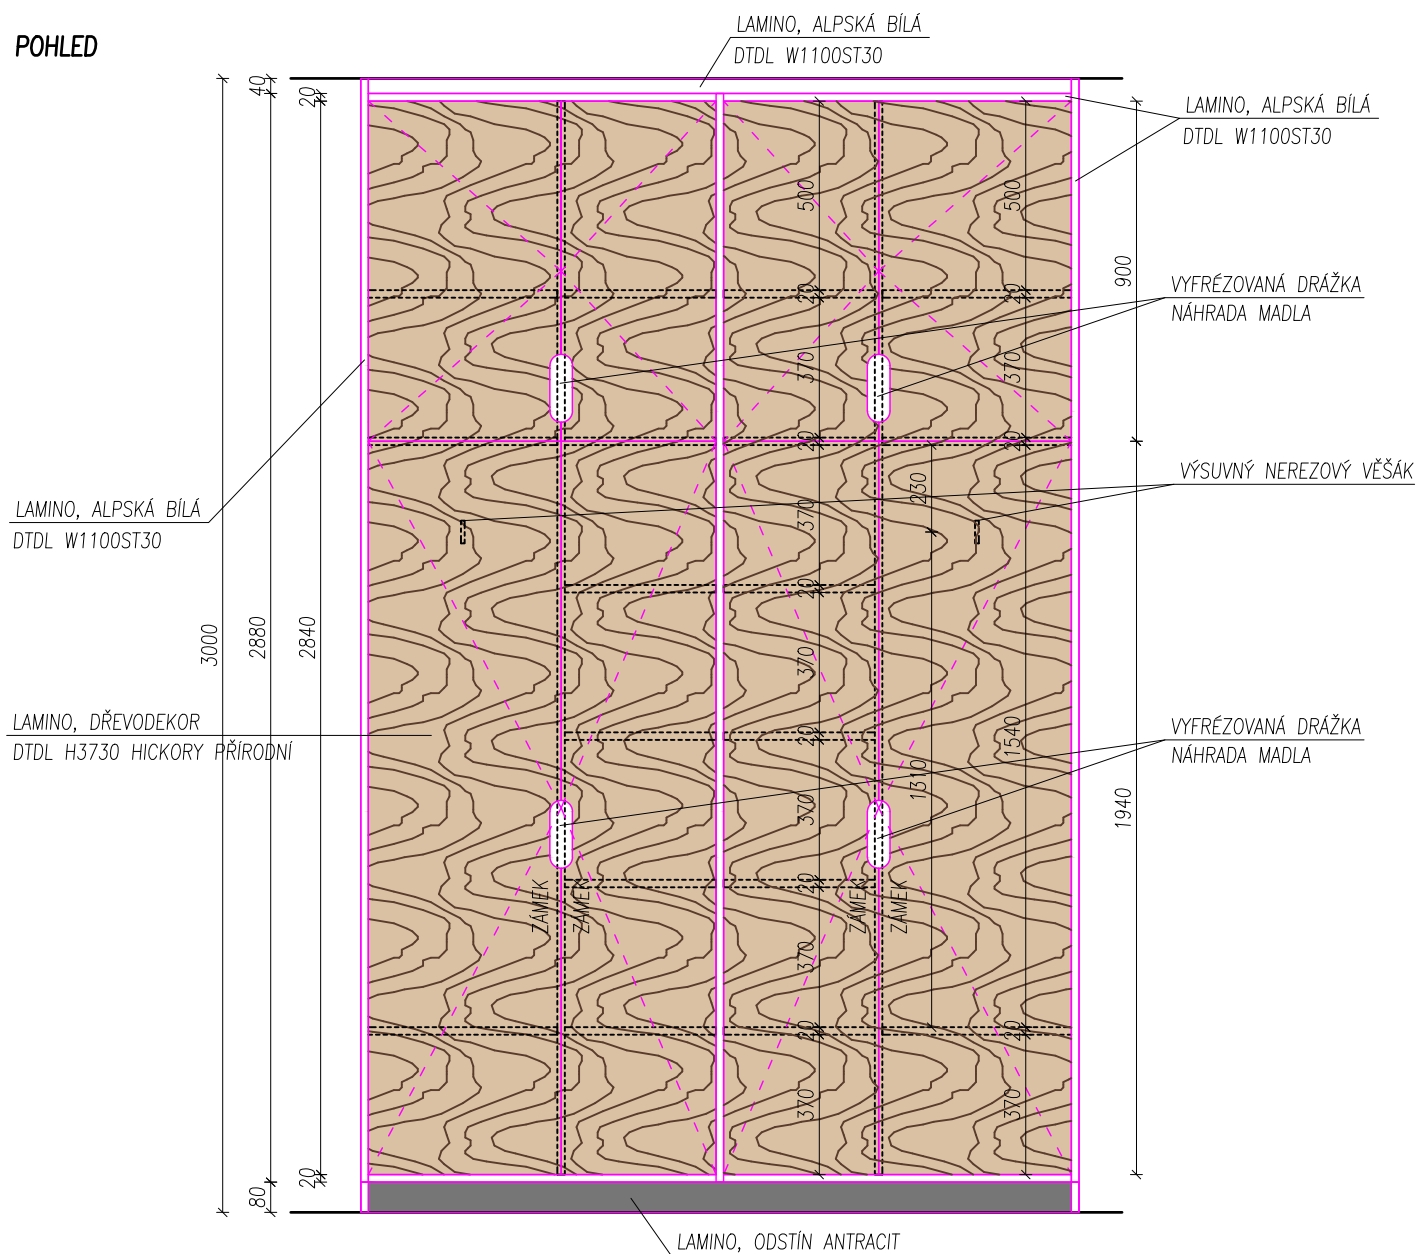 POHLED
LAMINO, ALPSKÁ BÍLÁ
DTDL W1100ST30
LAMINO, ALPSKÁ BÍLÁ
DTDL W1100ST30
VYFRÉZOVANÁ DRÁŽKA
NÁHRADA MADLA
VÝSUVNÝ NEREZOVÝ VĚŠÁK
LAMINO, ALPSKÁ BÍLÁ
DTDL W1100ST30
LAMINO, DŘEVODEKOR
DTDL H3730 HICKORY PŘÍRODNÍ
VYFRÉZOVANÁ DRÁŽKA
NÁHRADA MADLA
LAMINO, ODSTÍN ANTRACIT
3000
40
2880
80
20
2840
20
ZÁMEK
ZÁMEK
ZÁMEK
ZÁMEK
500
20
370
20
370
20
370
20
370
20
370
20
370
230
1310
500
20
370
20
1540
20
370
900
1940